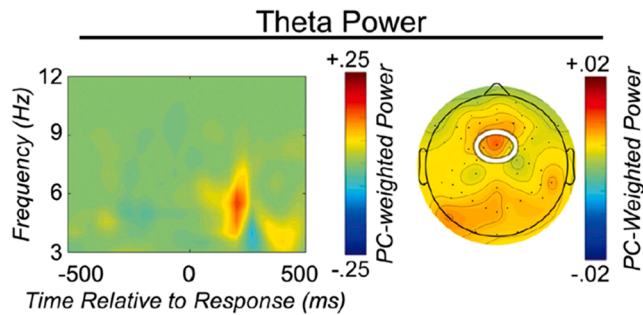 Theta Power
Frequency (Hz)
12
9
6
3
-500
0
500
Time Relative to Response (ms)
+.25
-.25
PC-weighted Power
+.02
-.02
PC-Weighted Power